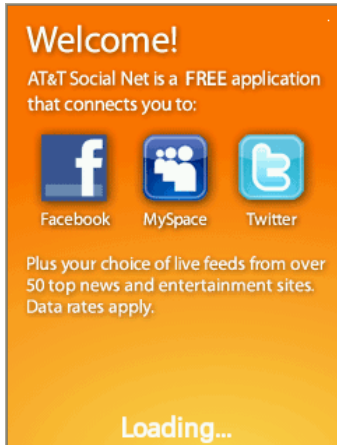 Welcome!
AT&T Social Net is a FREE application
that connects you to:
f
t
Facebook MySpace Twitter
Plus your choice of live feeds from over
50 top news and entertainment sites.
Data rates apply.
Loading...